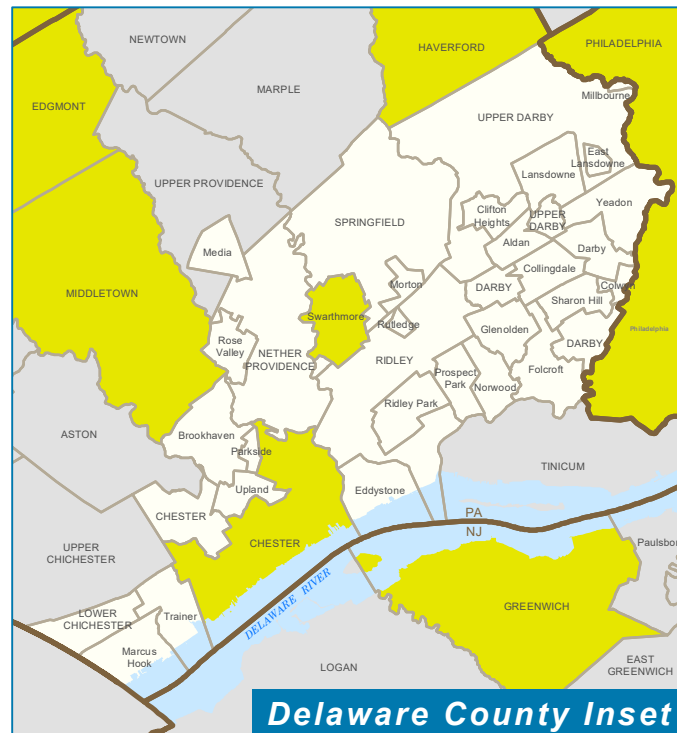 NEWTOWN
HAVERFORD
PHILADELPHIA
MARPLE
EDGMONT
Millbourne
UPPER DARBY
East
Lansdowne
Lansdowne
UPPER PROVIDENCE
Yeadon
Clifton
Heights
UPPER
DARBY
SPRINGFIELD
Aldan
Darby
Media
Collingdale
Morton
DARBY
Colwyn
MIDDLETOWN
Sharon Hill
Swarthmore
Rutledge
Glenolden
Philadelphia
Rose
Valley
NETHER
PROVIDENCE
RIDLEY
DARBY
Prospect
Park
Norwood
Folcroft
Ridley Park
ASTON
Brookhaven
Parkside
TINICUM
Upland
Eddystone
CHESTER
PA
NJ
CHESTER
UPPER
CHICHESTER
Paulsbor
DELAWARE RIVER
GREENWICH
LOWER
CHICHESTER
Trainer
Marcus
Hook
LOGAN
EAST
GREENWICH
Delaware County Inset